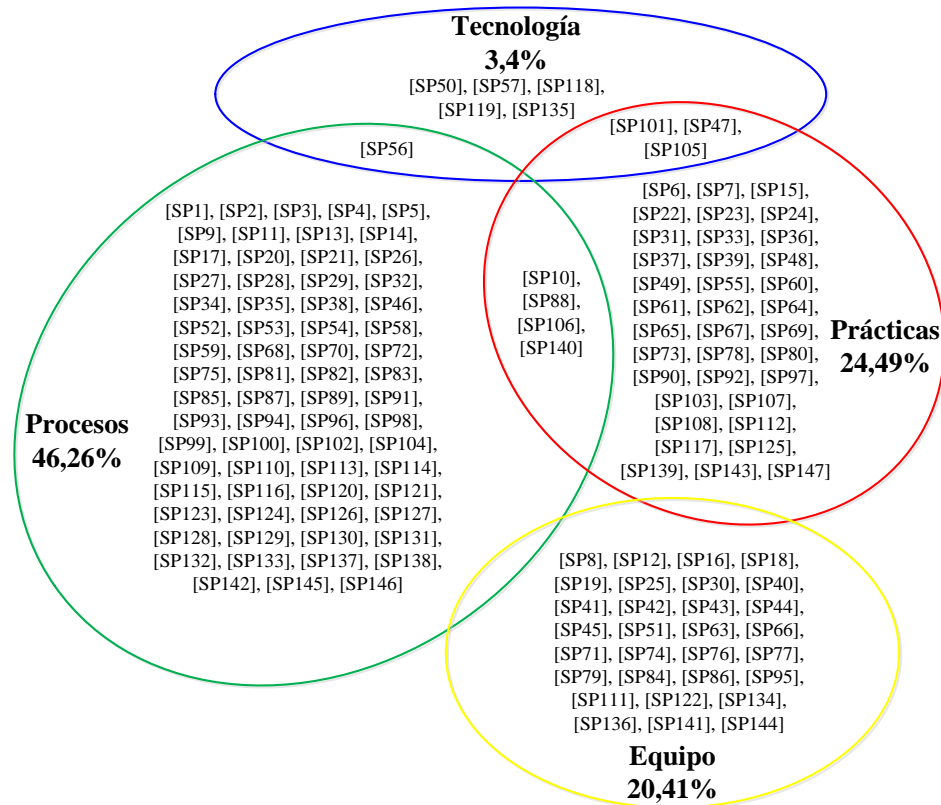 Tecnología
3,4%
[SP50], [SP57], [SP118],
[SP119], [SP135]
[SP101], [SP47],
[SP105]
[SP56]
[SP1], [SP2], [SP3], [SP4], [SP5],
[SP9], [SP11], [SP13], [SP14],
[SP17], [SP20], [SP21], [SP26],
[SP27], [SP28], [SP29], [SP32],
[SP34], [SP35], [SP38], [SP46],
[SP52], [SP53], [SP54], [SP58],
[SP59], [SP68], [SP70], [SP72],
[SP75], [SP81], [SP82], [SP83],
[SP85], [SP87], [SP89], [SP91],
[SP93], [SP94], [SP96], [SP98],
[SP99], [SP100], [SP102], [SP104],
[SP109], [SP110], [SP113], [SP114],
[SP115], [SP116], [SP120], [SP121],
[SP123], [SP124], [SP126], [SP127],
[SP128], [SP129], [SP130], [SP131],
[SP132], [SP133], [SP137], [SP138],
[SP142], [SP145], [SP146]
Procesos
46,26%
[SP10],
[SP88],
[SP106],
[SP140]
[SP6], [SP7], [SP15],
[SP22], [SP23], [SP24],
[SP31], [SP33], [SP36],
[SP37], [SP39], [SP48],
[SP49], [SP55], [SP60],
[SP61], [SP62], [SP64],
[SP65], [SP67], [SP69],
[SP73], [SP78], [SP80],
[SP90], [SP92], [SP97],
[SP103], [SP107],
[SP108], [SP112],
[SP117], [SP125],
[SP139], [SP143], [SP147]
Prácticas
24,49%
[SP8], [SP12], [SP16], [SP18],
[SP19], [SP25], [SP30], [SP40],
[SP41], [SP42], [SP43], [SP44],
[SP45], [SP51], [SP63], [SP66],
[SP71], [SP74], [SP76], [SP77],
[SP79], [SP84], [SP86], [SP95],
[SP111], [SP122], [SP134],
[SP136], [SP141], [SP144]
Equipo
20,41%